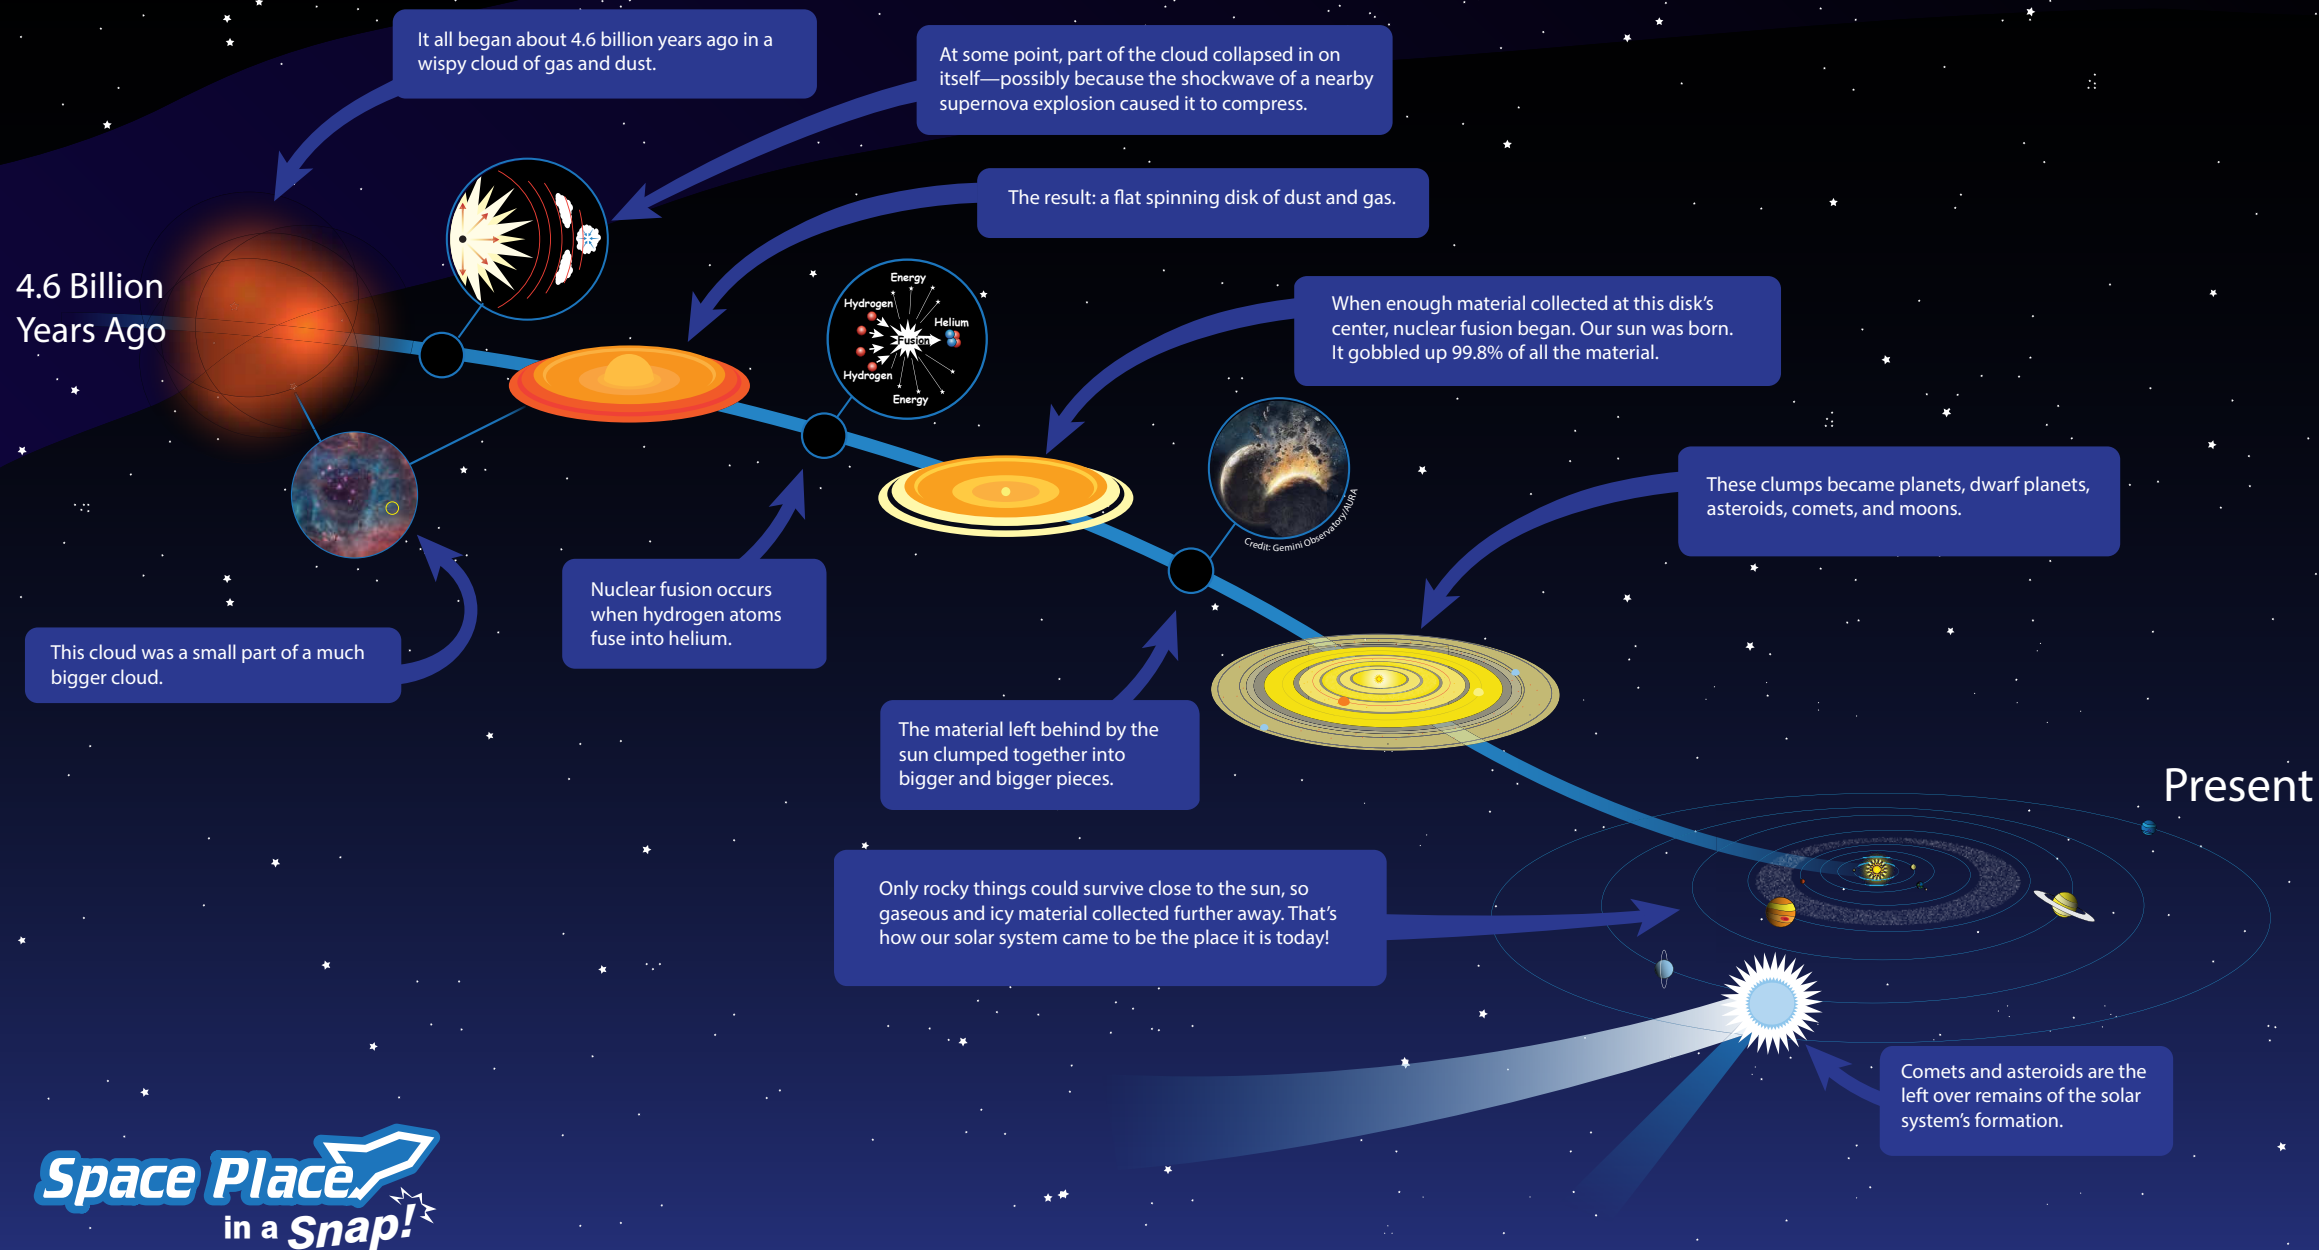 It all began about 4.6 billion years ago in a
wispy cloud of gas and dust.
At some point, part of the cloud collapsed in on
itself—possibly because the shockwave of a nearby
supernova explosion caused it to compress.
The result: a flat spinning disk of dust and gas.
4.6 Billion
Years Ago
Energy
Hydrogen
Helium
Fusion
Hydrogen
Energy
When enough material collected at this disk’s
center, nuclear fusion began. Our sun was born.
It gobbled up 99.8% of all the material.
Credit: Gemini Observatory/AURA
These clumps became planets, dwarf planets,
asteroids, comets, and moons.
Nuclear fusion occurs
when hydrogen atoms
fuse into helium.
This cloud was a small part of a much
bigger cloud.
The material left behind by the
sun clumped together into
bigger and bigger pieces.
Present
Only rocky things could survive close to the sun, so
gaseous and icy material collected further away. That’s
how our solar system came to be the place it is today!
Comets and asteroids are the
left over remains of the solar
system’s formation.
Space Place
in a Snap!